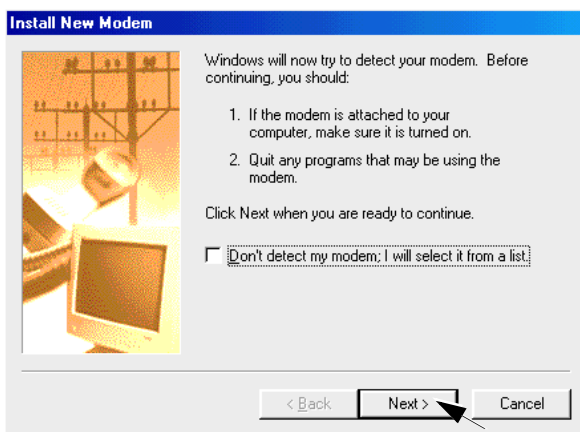 Install New Modem
Windows will now try to detect your modem. Before
continuing, you should:
1. If the modem is attached to your
computer, make sure it is turned on.
2. Quit any programs that may be using the
modem.
Click Next when you are ready to continue.
Don't detect my modem; I will select it from a list.
< Back
Next >
Cancel